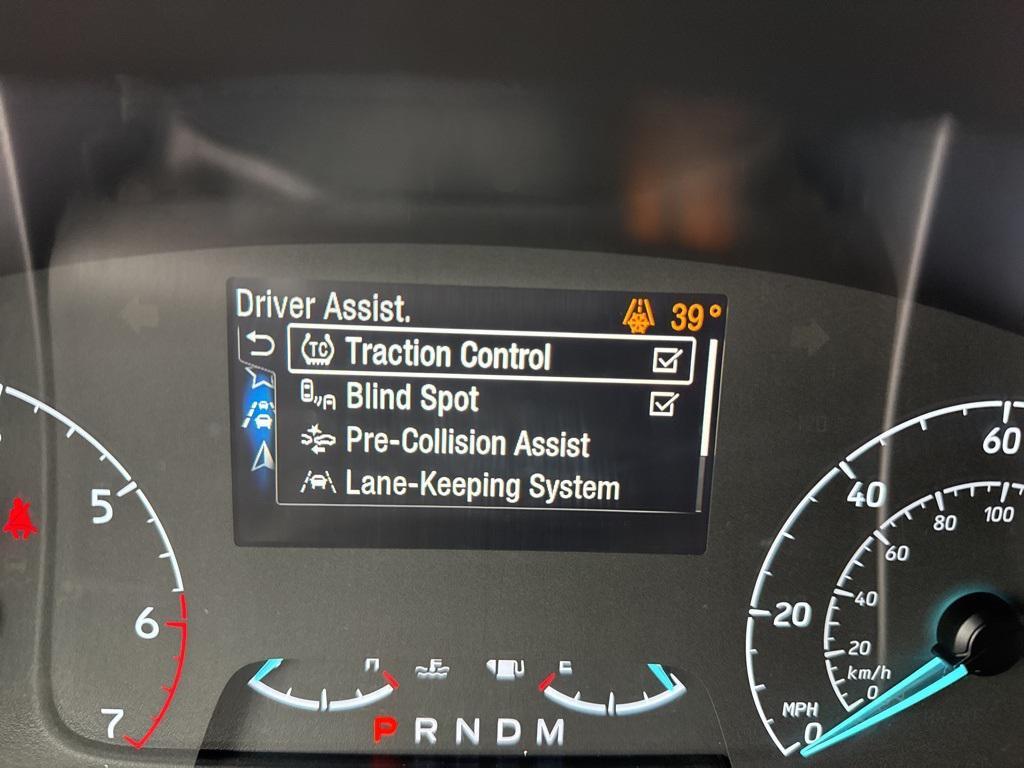 Driver Assist.
39°
TC Traction Control
Blind Spot
Pre-Collision Assist
Lane-Keeping System
5
6
7
P R N D M
60
40
20
0
MPH
100
80
60
40
20
km/h
0